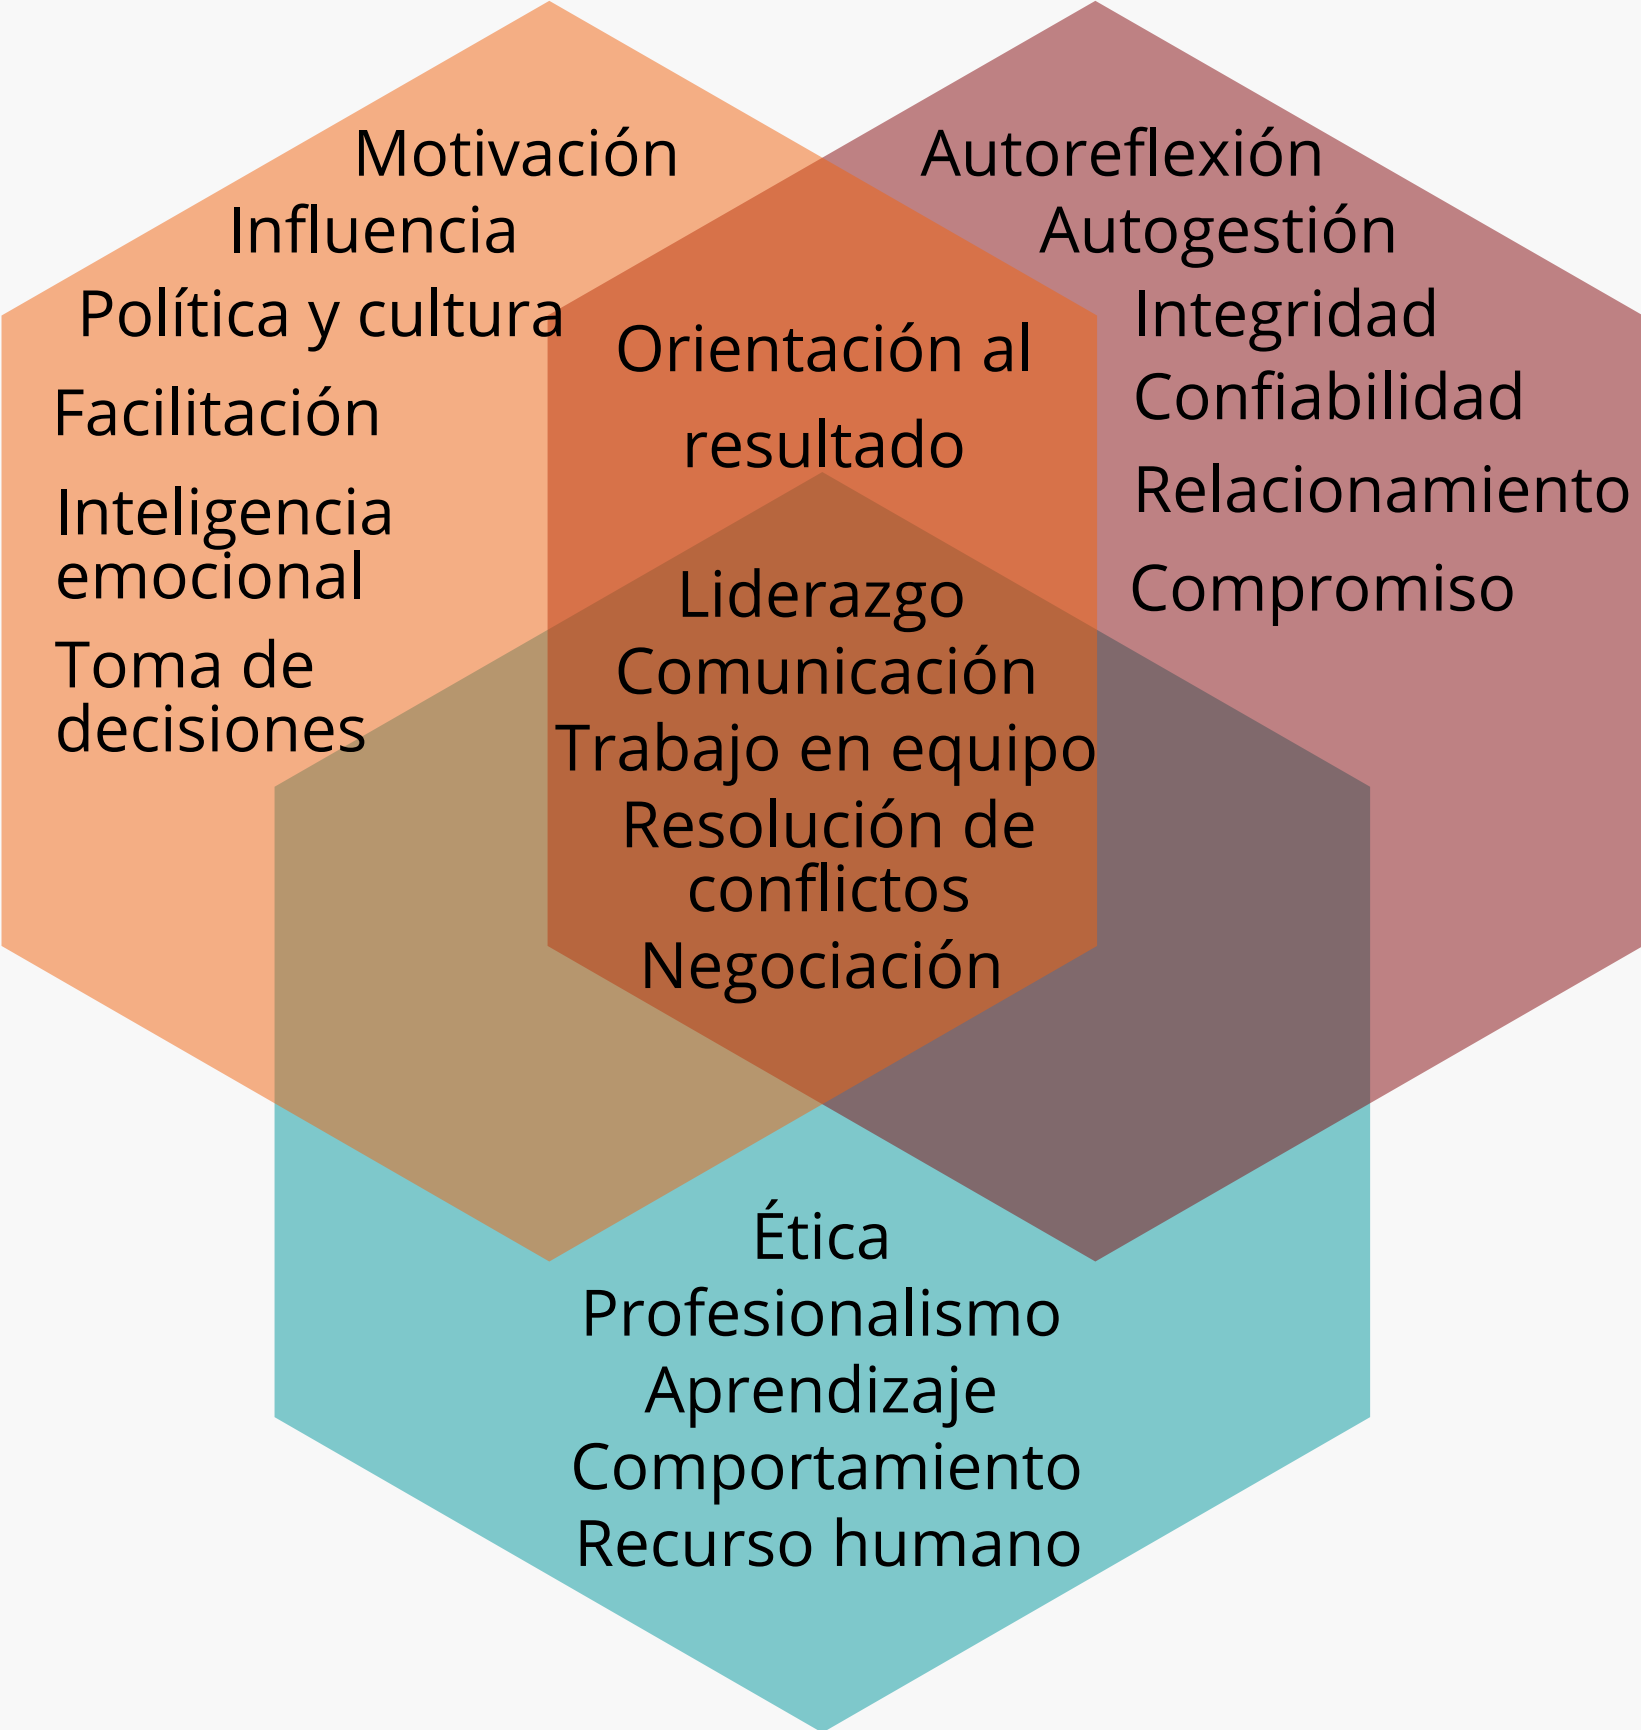 Motivación
Influencia
Política y cultura
Facilitación
Inteligencia
emocional
Toma de
decisiones
Autoreflexión
Autogestión
Integridad
Confiabilidad
Relacionamiento
Compromiso
Orientación al
resultado
Liderazgo
Comunicación
Trabajo en equipo
Resolución de
conflictos
Negociación
Ética
Profesionalismo
Aprendizaje
Comportamiento
Recurso humano